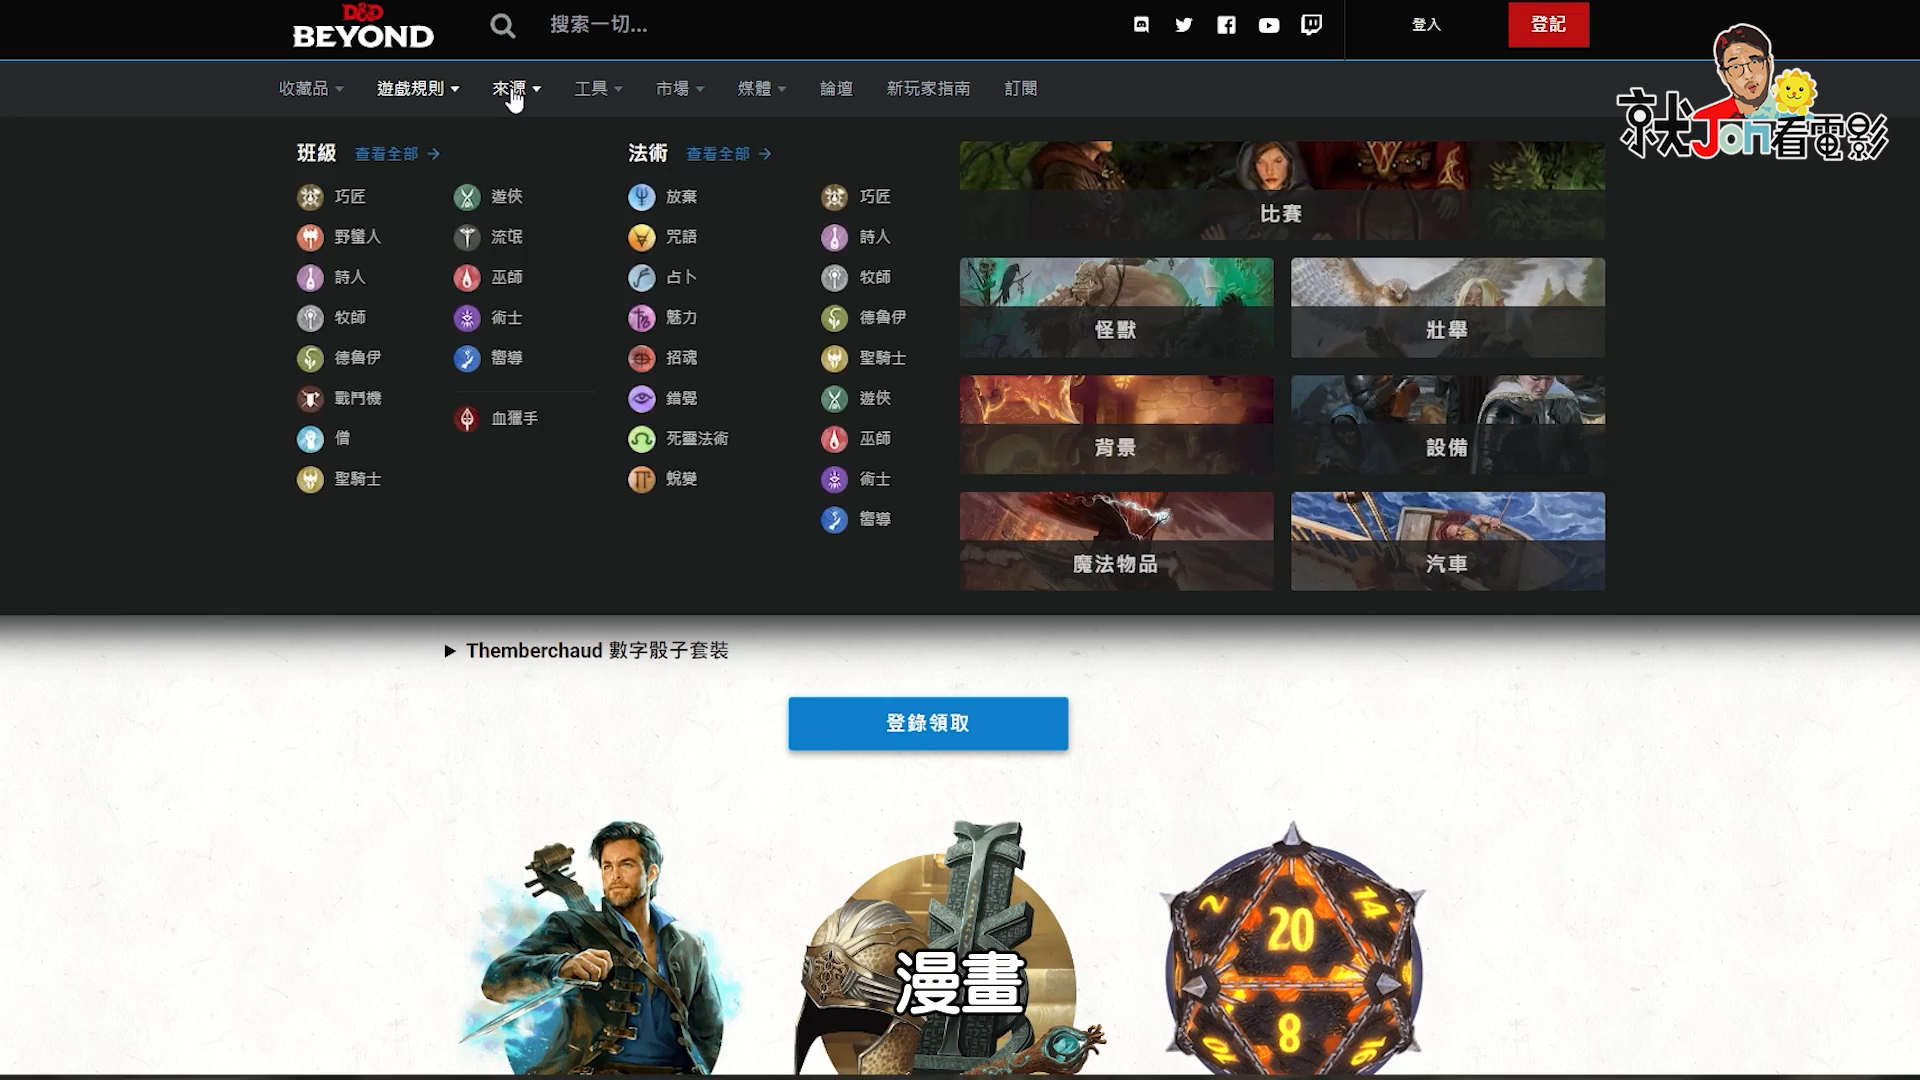 D&D
BEYOND
搜索一切...
登入
登記
收藏品
遊戲規則
來源
工具
市場
媒體
論壇
新玩家指南
訂閱
就Jon看電影
班級 查看全部
巧匠
野蠻人
詩人
牧師
德魯伊
戰鬥機
僧
聖騎士
遊俠
流氓
巫師
術士
嚮導
血獵手
法術 查看全部
放棄
咒語
占卜
魅力
招魂
錯覺
死靈法術
蛻變
巧匠
詩人
牧師
德魯伊
聖騎士
遊俠
巫師
術士
嚮導
比賽
怪獸
壯舉
背景
設備
魔法物品
汽車
Themberchaud 數字骰子套裝
登錄領取
漫畫
2
20
14
8
10
16